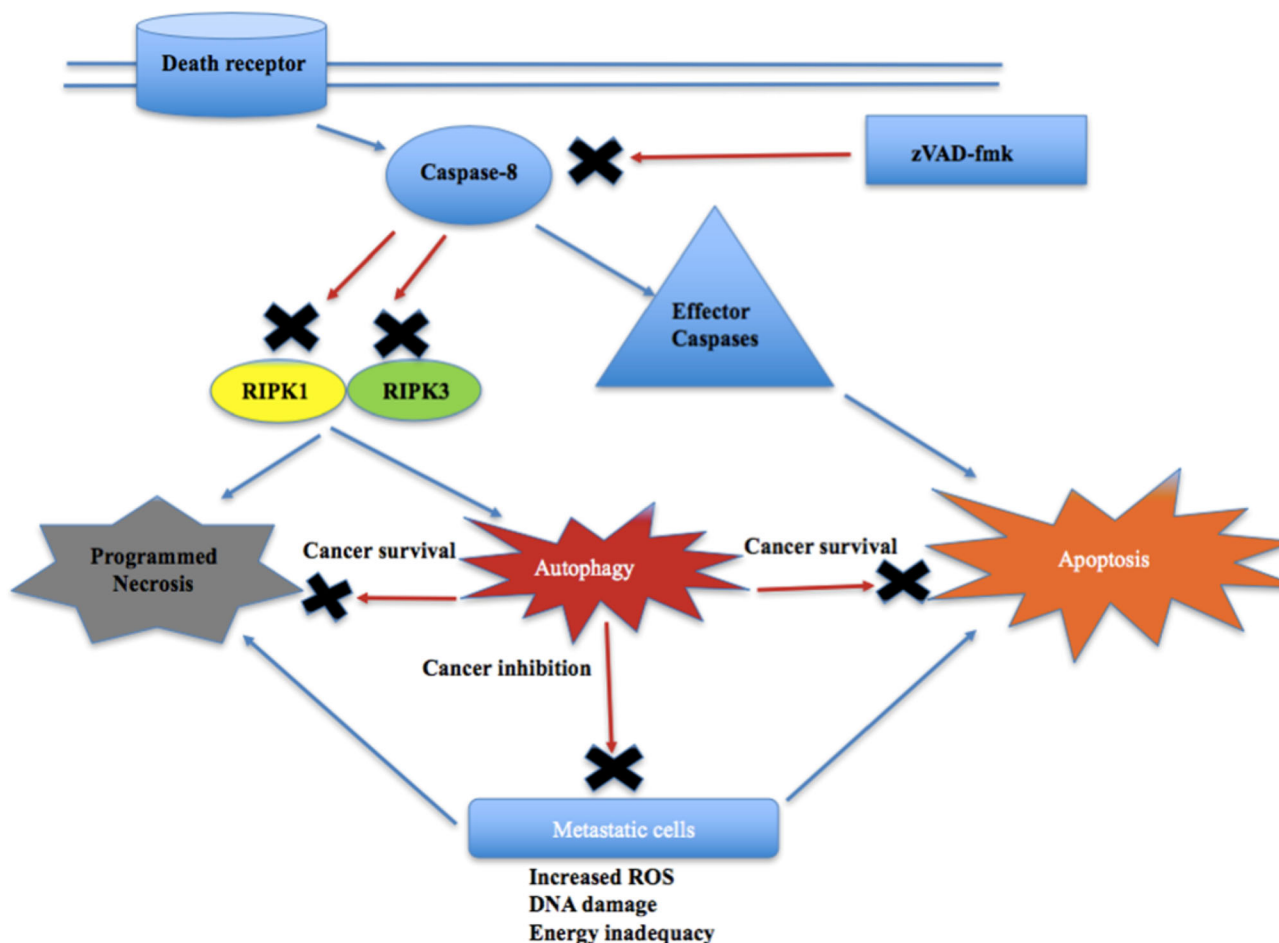 Death receptor
zVAD-fmk
Caspase-8
Effector
Caspases
RIPK1
RIPK3
Programmed
Necrosis
Cancer survival
Autophagy
Cancer survival
Apoptosis
Cancer inhibition
Metastatic cells
Increased ROS
DNA damage
Energy inadequacy